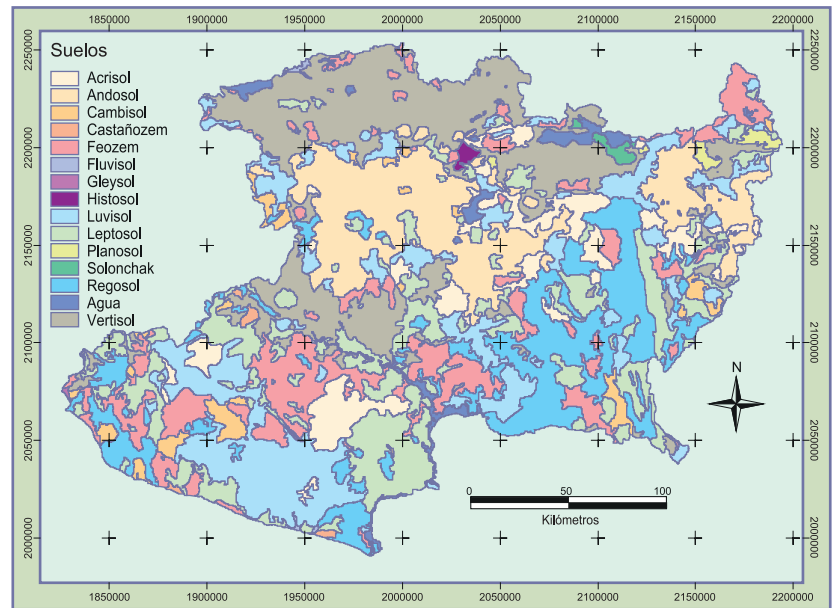 1850000 1900000 1950000 2000000 2050000 2100000 2150000 2200000
2250000 2250000
2200000 2200000
2150000 2150000
2100000 2100000
2050000 2050000
2000000 2000000
Suelos
Acrisol
Andosol
Cambisol
Castañozem
Feozem
Fluvisol
Gleysol
Histosol
Luvisol
Leptosol
Planosol
Solonchak
Regosol
Agua
Vertisol
N
0 50 100
Kilómetros
1850000 1900000 1950000 2000000 2050000 2100000 2150000 2200000